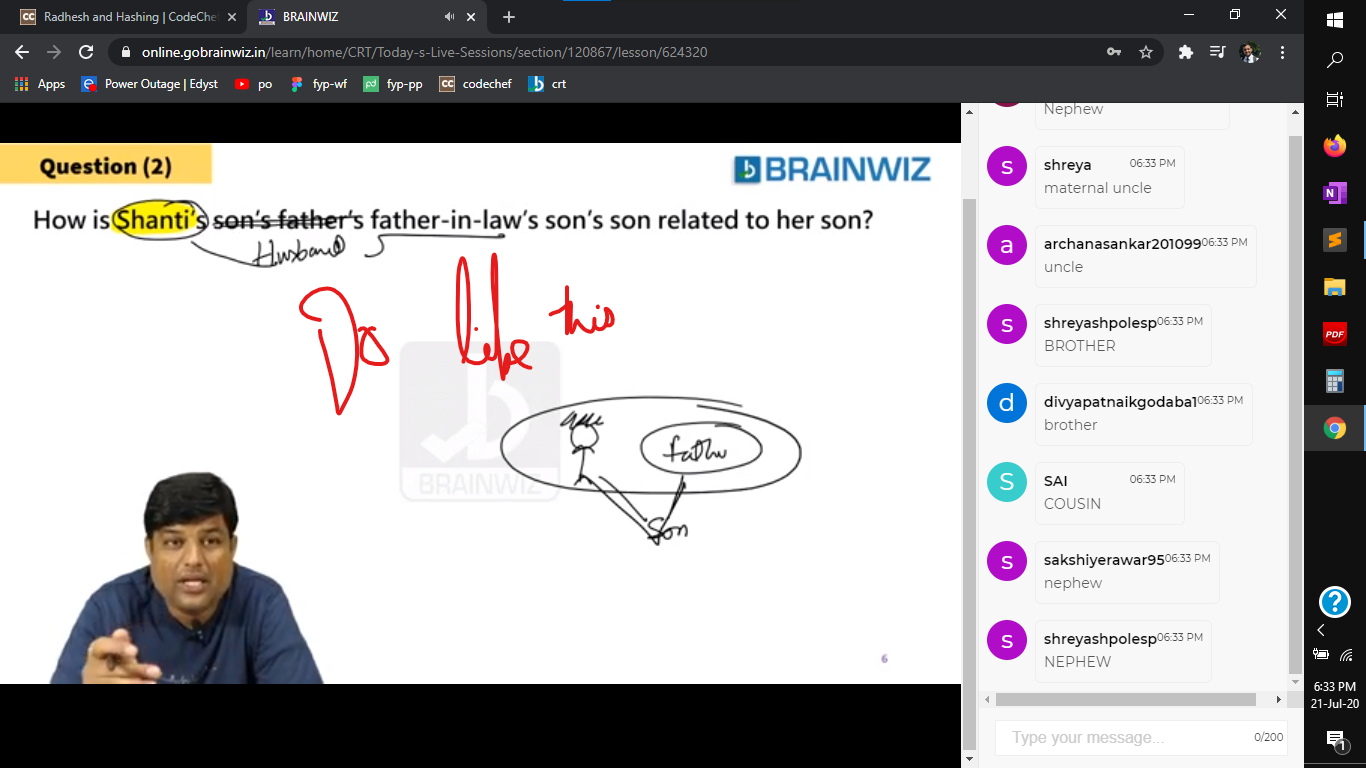 Radhesh and Hashing | CodeChe
BRAINWIZ
online.gobrainwiz.in/learn/home/CRT/Today-s-Live-Sessions/section/120867/lesson/624320
Apps
Power Outage | Edyst
po
fyp-wf
fyp-pp
codechef
crt
Question (2)
BRAINWIZ
How is Shanti's son's father's father-in-law's son's son related to her son?
Husband
Do like this
BRAINWIZ
father
Son
6
Nephew
shreya 06:33 PM
maternal uncle
archanasankar201099 06:33 PM
uncle
shreyashpolesp 06:33 PM
BROTHER
divyapatnaikgodaba1 06:33 PM
brother
SAI 06:33 PM
COUSIN
sakshiyerawar95 06:33 PM
nephew
shreyashpolesp 06:33 PM
NEPHEW
Type your message...
0/200
6:33 PM
21-Jul-20